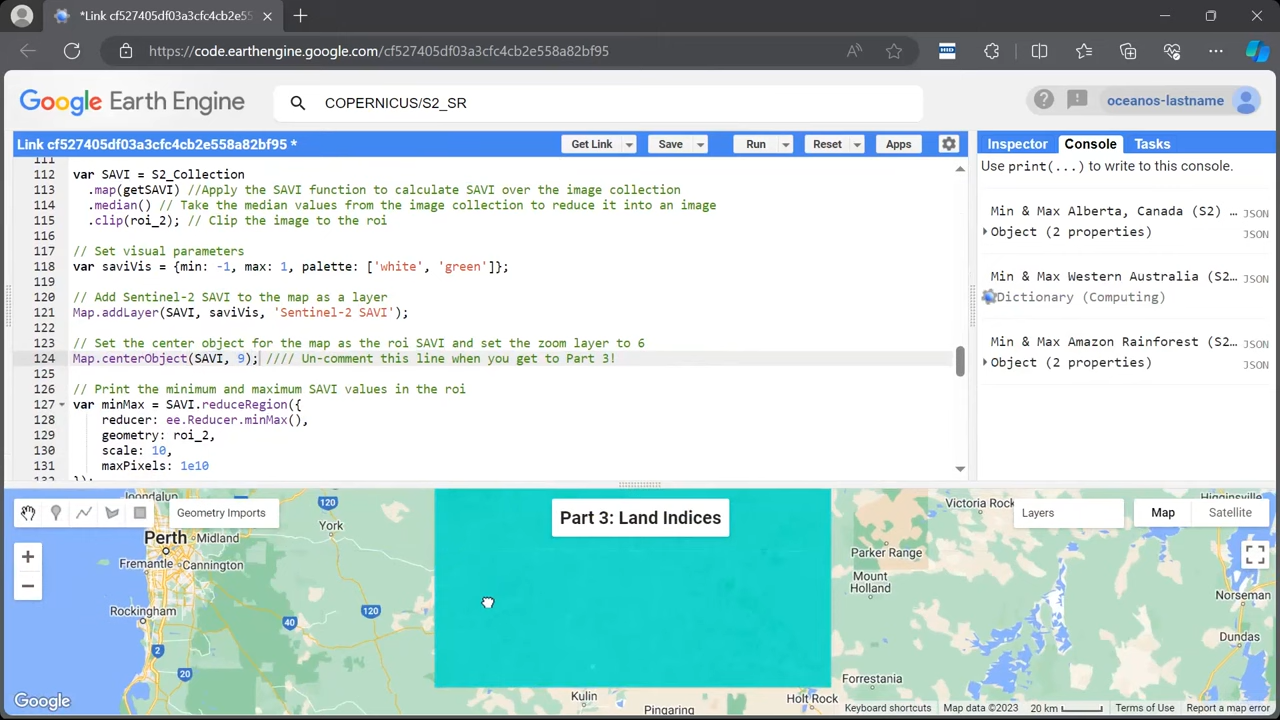 *Link cf527405df03a3cfc4cb2e55
https://code.earthengine.google.com/cf527405df03a3cfc4cb2e558a82bf95
Google Earth Engine
COPERNICUS/S2_SR
oceanos-lastname
Link cf527405df03a3cfc4cb2e558a82bf95 *
Get Link
Save
Run
Reset
Apps
Inspector
Console
Tasks
111
112 var SAVI = S2_Collection
113 .map(getSAVI) //Apply the SAVI function to calculate SAVI over the image collection
114 .median() // Take the median values from the image collection to reduce it into an image
115 .clip(roi_2); // Clip the image to the roi
116
117 // Set visual parameters
118 var saviVis = {min: -1, max: 1, palette: ['white', 'green']};
119
120 // Add Sentinel-2 SAVI to the map as a layer
121 Map.addLayer(SAVI, saviVis, 'Sentinel-2 SAVI');
122
123 // Set the center object for the map as the roi SAVI and set the zoom layer to 6
124 Map.centerObject(SAVI, 9); //// Un-comment this line when you get to Part 3!
125
126 // Print the minimum and maximum SAVI values in the roi
127 var minMax = SAVI.reduceRegion({
128 reducer: ee.Reducer.minMax(),
129 geometry: roi_2,
130 scale: 10,
131 maxPixels: 1e10
Use print(...) to write to this console.
Min & Max Alberta, Canada (S2) … JSON
Object (2 properties) JSON
Min & Max Western Australia (S2… JSON
Dictionary (Computing)
Min & Max Amazon Rainforest (S2… JSON
Object (2 properties) JSON
Geometry Imports
Part 3: Land Indices
Layers
Map
Satellite
Joondalup
120
York
Perth
Midland
Fremantle
Cannington
Rockingham
120
40
2
20
Kulin
Pingaring
Holt Rock
Forrestania
Victoria Rock
Parker Range
Mount Holland
Higginsville
Norseman
Dundas
Google
Keyboard shortcuts
Map data ©2023
20 km
Terms of Use
Report a map error